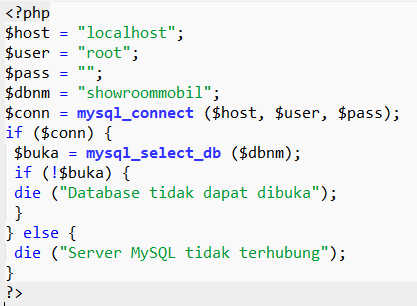 <?php
$host = "localhost";
$user = "root";
$pass = "";
$dbnm = "showroommobil";
$conn = mysql_connect ($host, $user, $pass);
if ($conn) {
 $buka = mysql_select_db ($dbnm);
 if (!$buka) {
 die ("Database tidak dapat dibuka");
 }
} else {
 die ("Server MySQL tidak terhubung");
}
?>